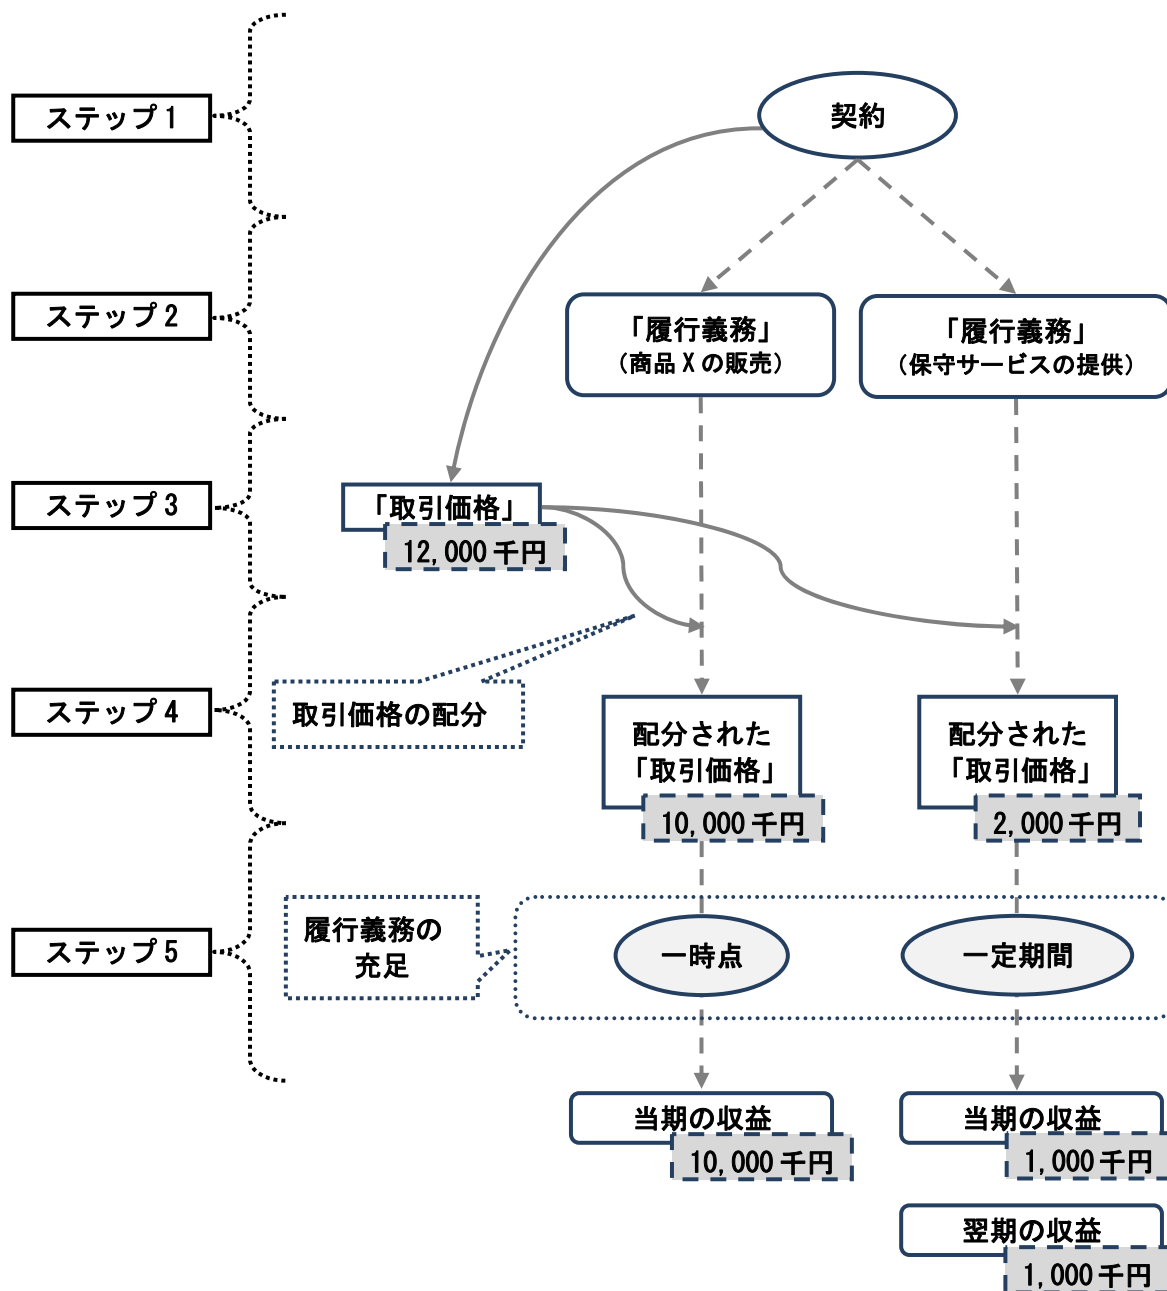 ステップ1
契約
ステップ2
「履行義務」
（商品Xの販売）
「履行義務」
（保守サービスの提供）
ステップ3
「取引価格」
12,000千円
ステップ4
取引価格の配分
配分された
「取引価格」
10,000千円
配分された
「取引価格」
2,000千円
ステップ5
履行義務の
充足
一時点
一定期間
当期の収益
10,000千円
当期の収益
1,000千円
翌期の収益
1,000千円